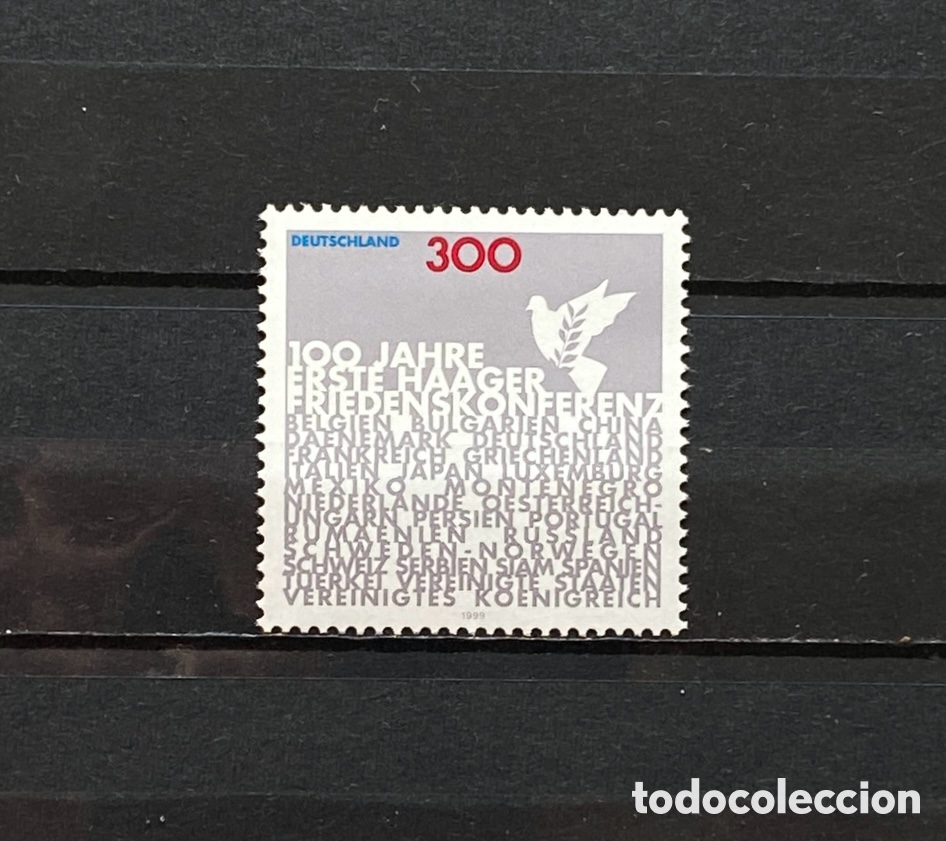 DEUTSCHLAND 300
100 JAHRE
ERSTE HAAGER
FRIEDENSKONFERENZ
BELGIEN BULGARIEN CHINA
DAENEMARK DEUTSCHLAND
FRANKREICH GRIECHENLAND
ITALIEN JAPAN LUXEMBURG
MEXIKO MONTENEGRO
NIEDERLANDE OESTERREICH-
UNGARN PERSIEN PORTUGAL
RUMAENIEN RUSSLAND
SCHWEDEN-NORWEGEN
SCHWEIZ SERBIEN SIAM SPANIEN
TUERKEI VEREINIGTE STAATEN
VEREINIGTES KOENIGREICH
1999
todocoleccion